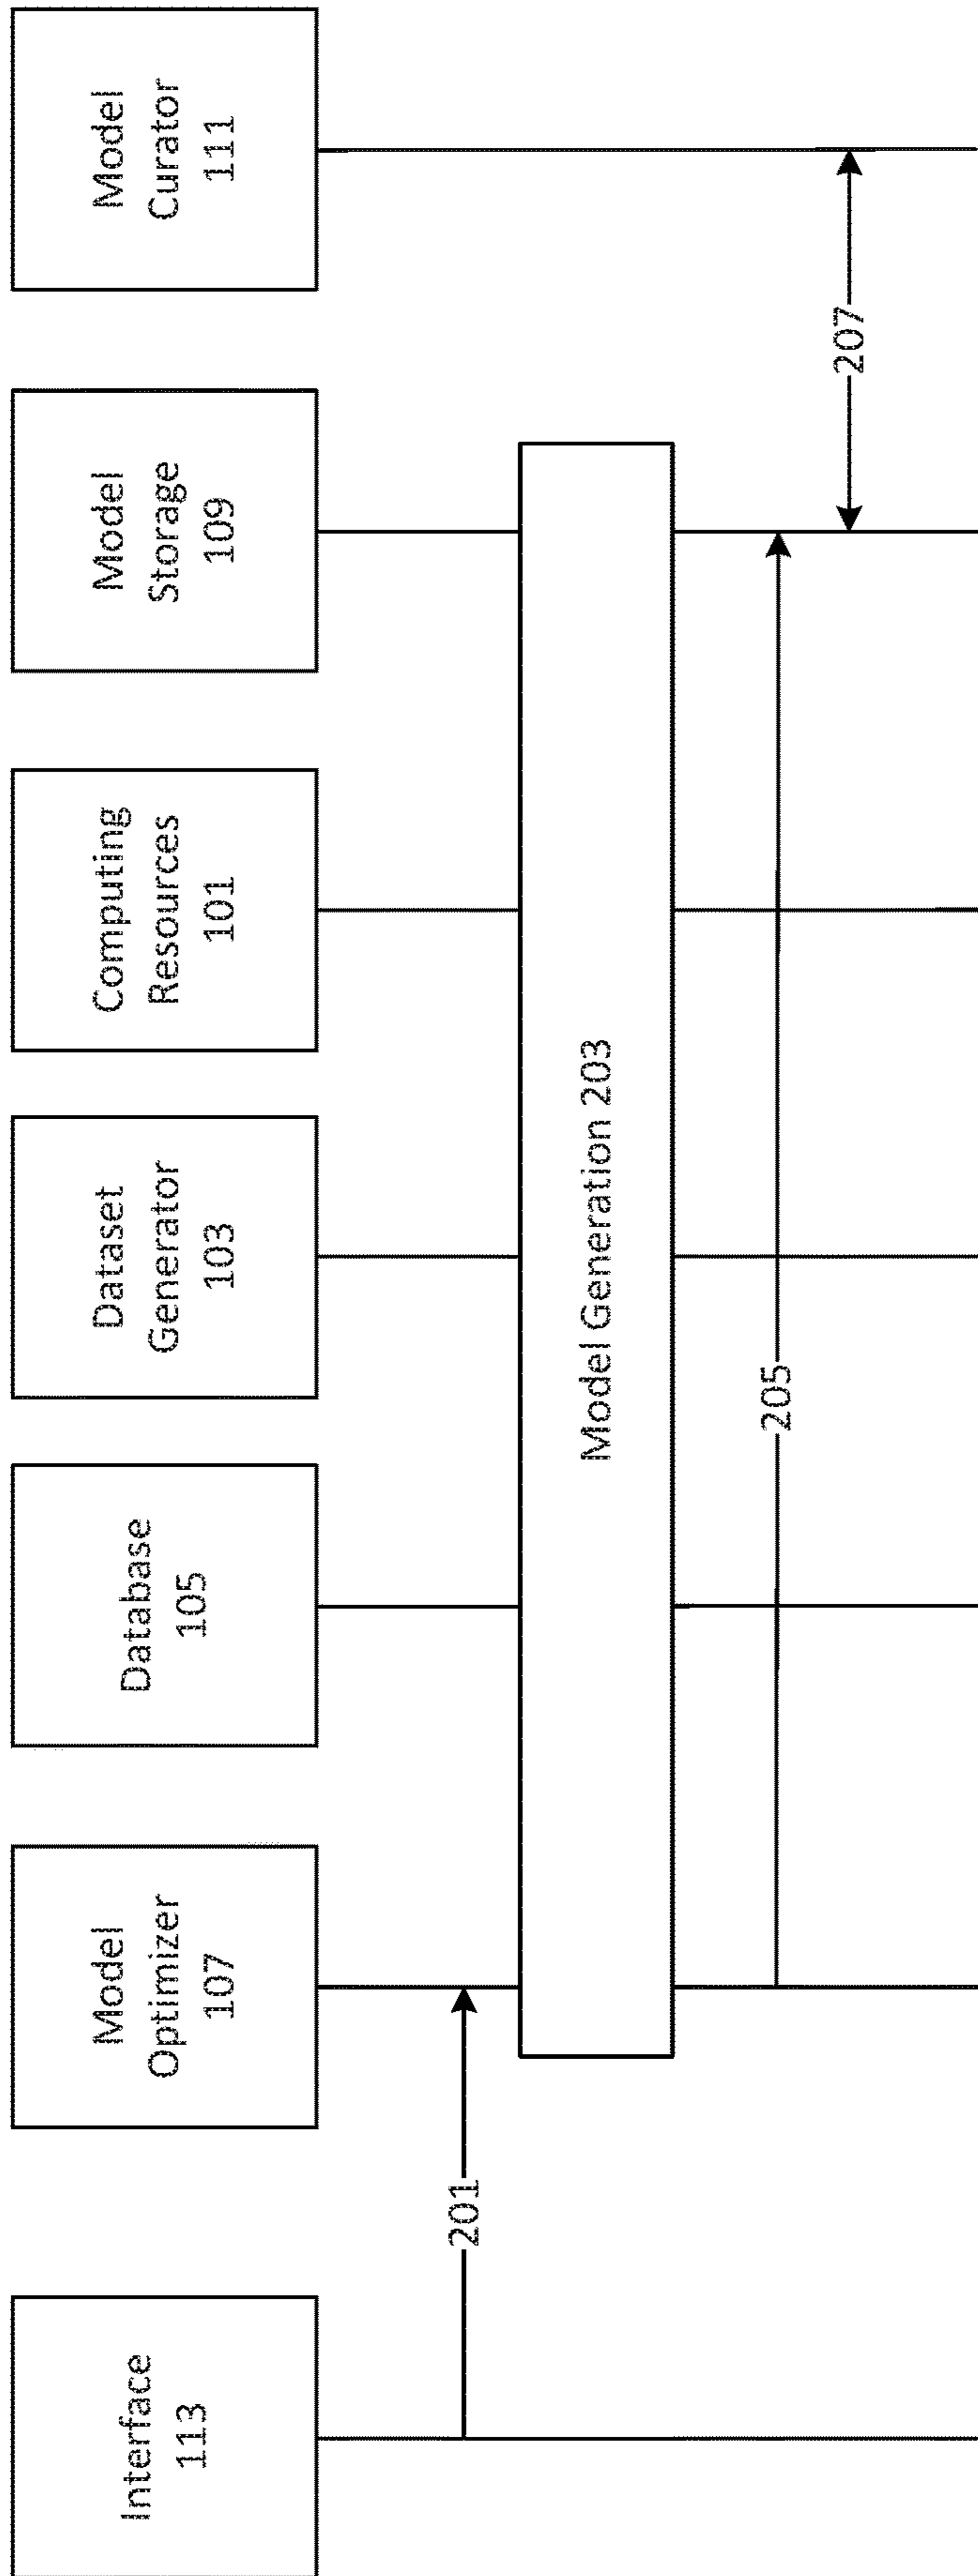 Interface
113
Model
Optimizer
107
Database
105
Dataset
Generator
103
Computing
Resources
101
Model
Storage
109
Model
Curator
111
201
Model Generation 203
205
207